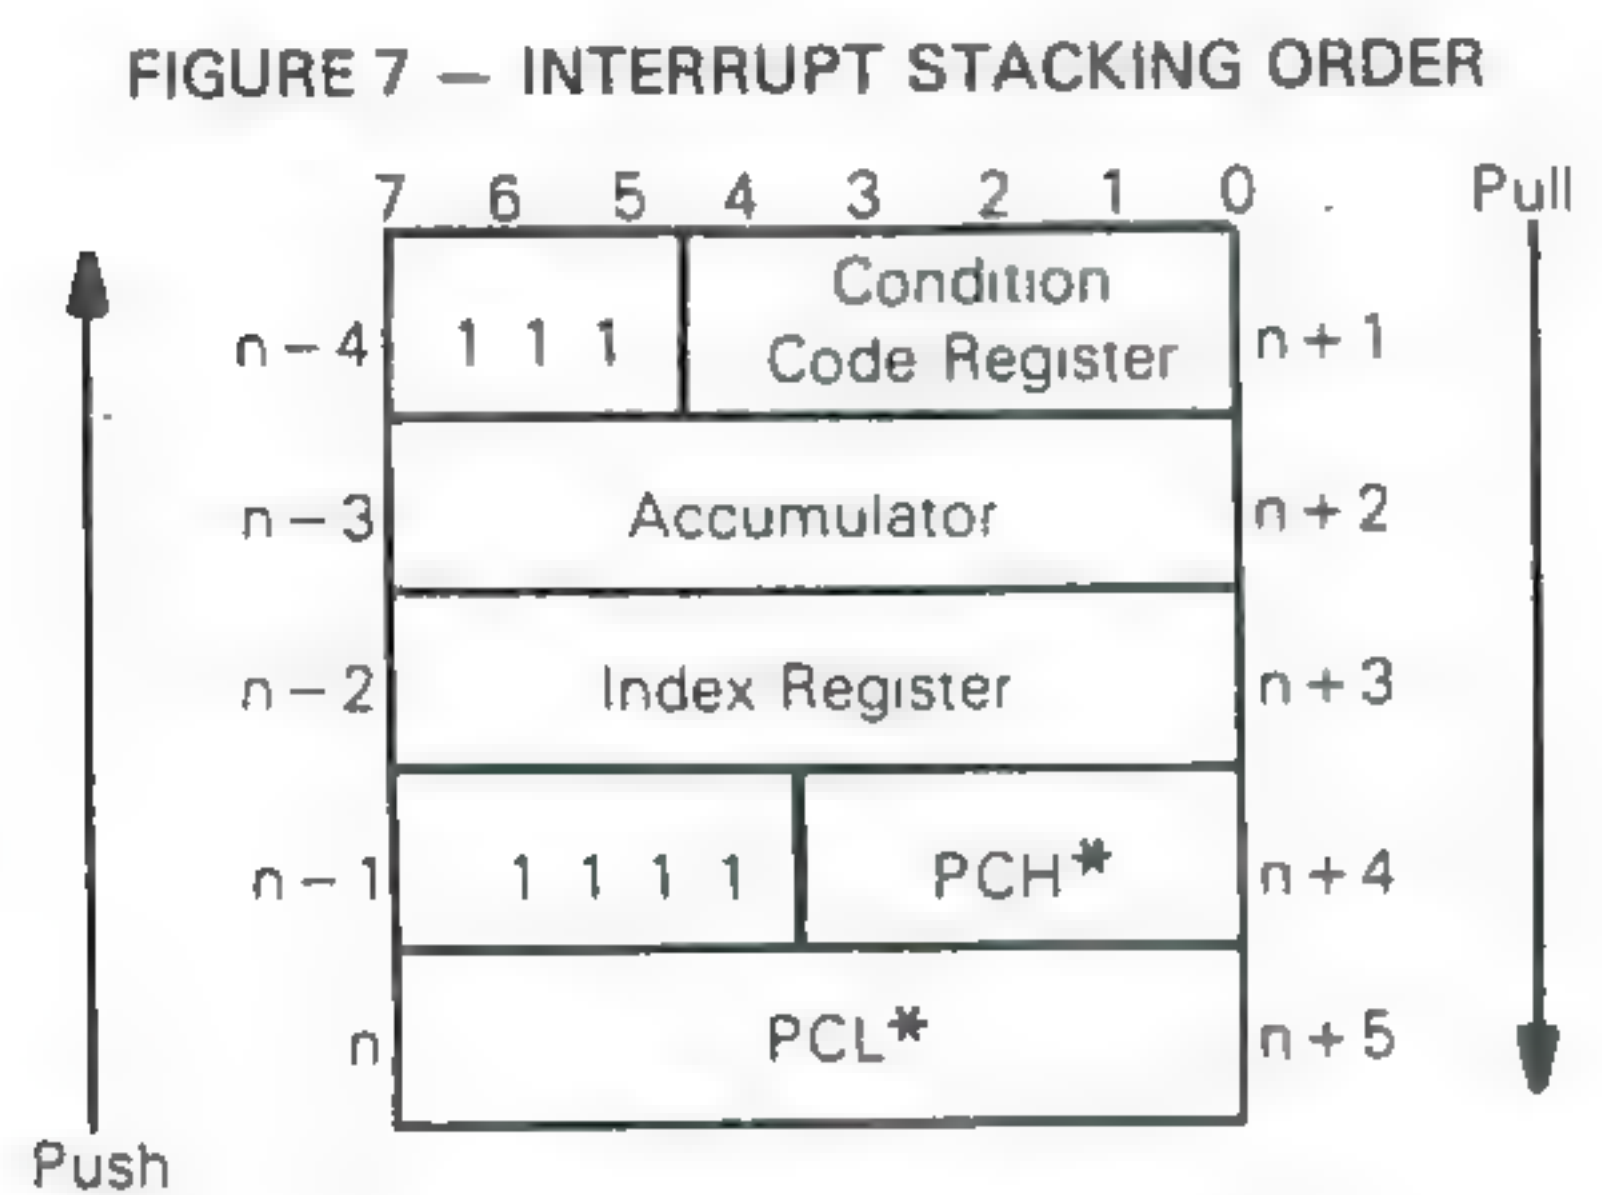 FIGURE 7 — INTERRUPT STACKING ORDER
7 6 5 4 3 2 1 0
Pull
n − 4
1 1 1
Condition
Code Register
n + 1
n − 3
Accumulator
n + 2
n − 2
Index Register
n + 3
n − 1
1 1 1 1
PCH*
n + 4
n
PCL*
n + 5
Push